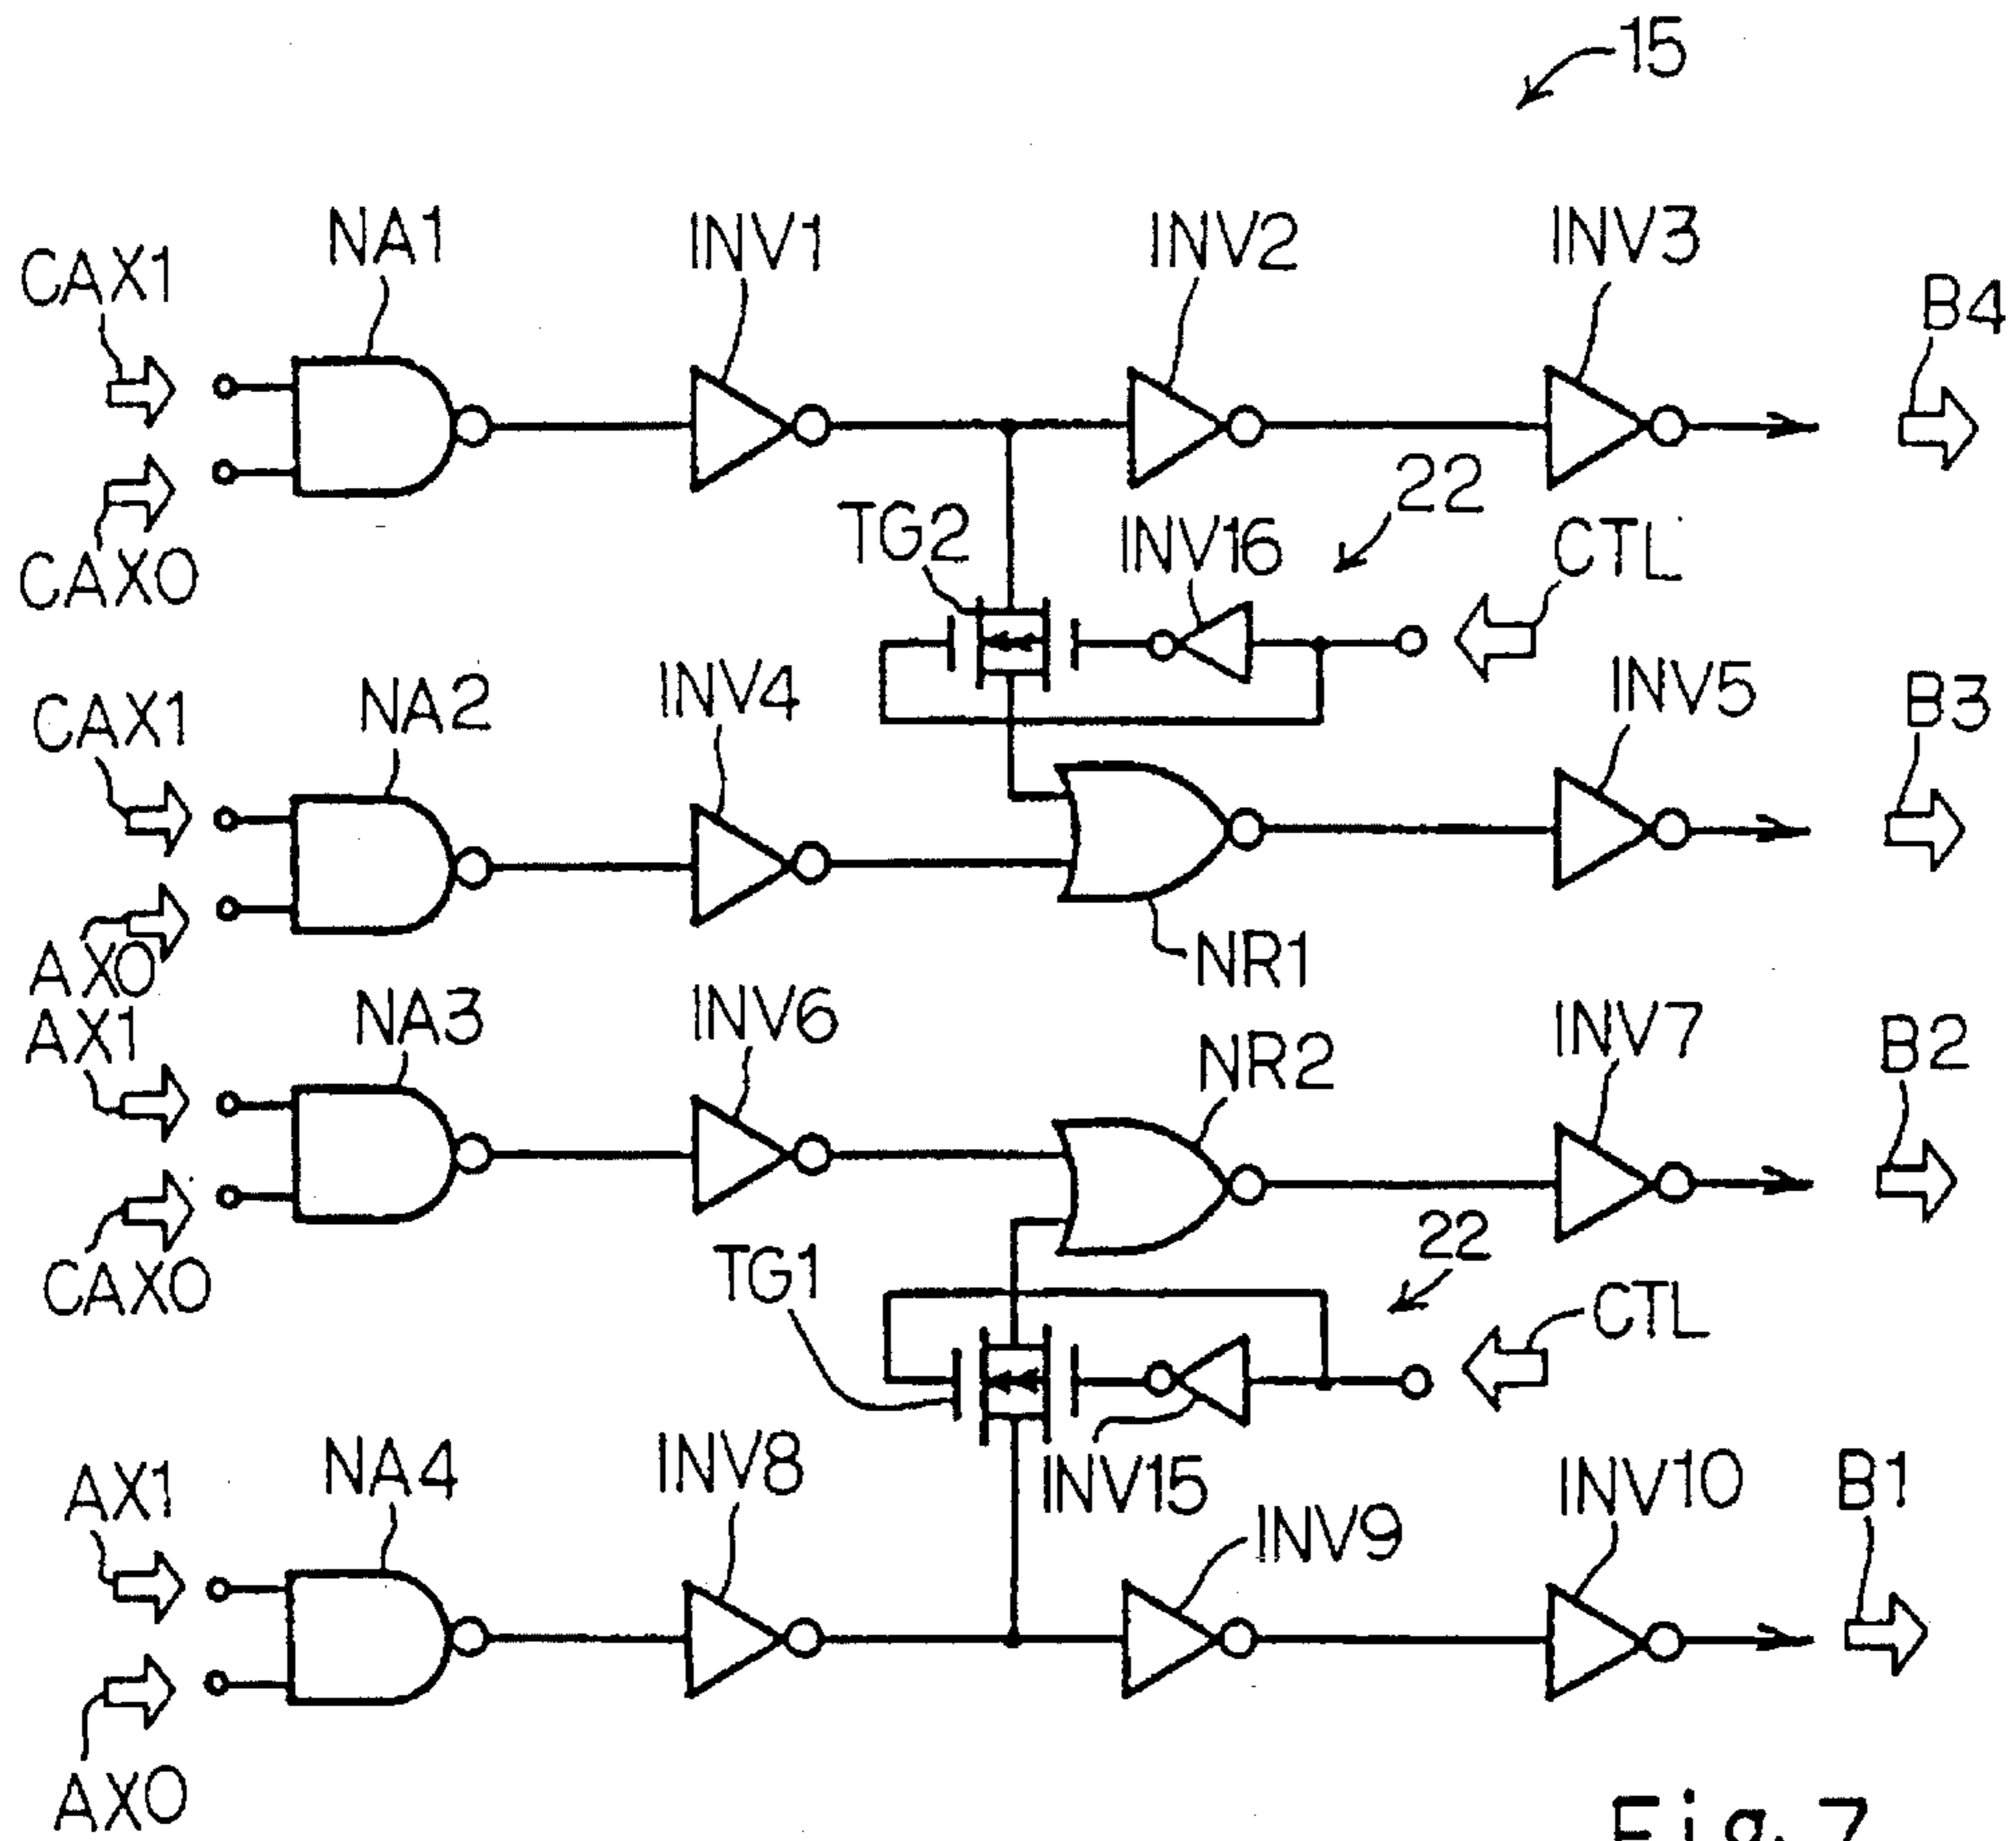 15
NA1
INV1
INV2
INV3
CAX1
B4
CAX0
TG2
INV16
22
CTL
CAX1
NA2
INV4
INV5
B3
AX0
NR1
AX1
NA3
INV6
NR2
INV7
B2
CAX0
TG1
22
CTL
AX1
NA4
INV8
INV15
INV9
INV10
B1
AX0
Fig. 7